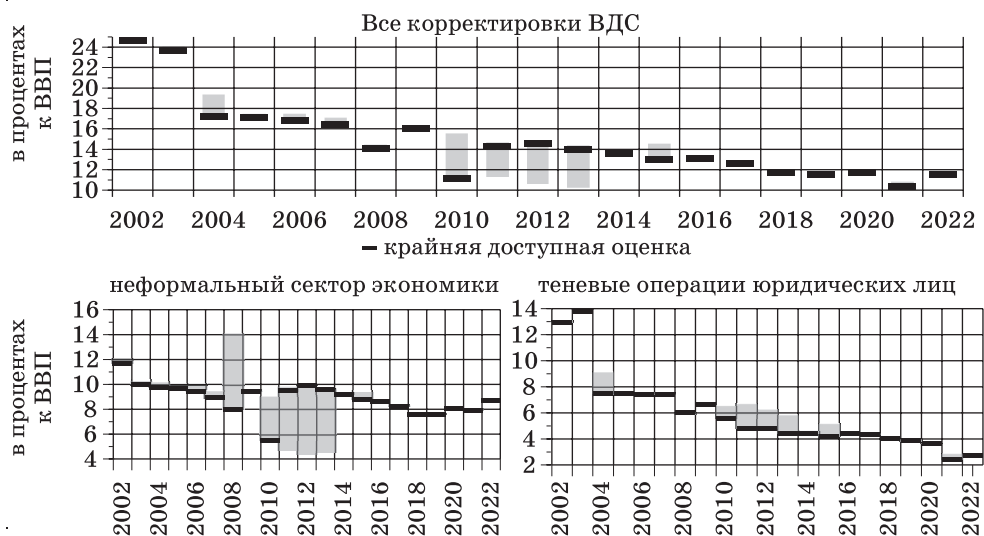 Все корректировки ВДС
в процентах
к ВВП
24
22
20
18
16
14
12
10
2002 2004 2006 2008 2010 2012 2014 2016 2018 2020 2022
крайняя доступная оценка
неформальный сектор экономики
в процентах
к ВВП
16
14
12
10
8
6
4
2002 2004 2006 2008 2010 2012 2014 2016 2018 2020 2022
теневые операции юридических лиц
14
12
10
8
6
4
2
2002 2004 2006 2008 2010 2012 2014 2016 2018 2020 2022